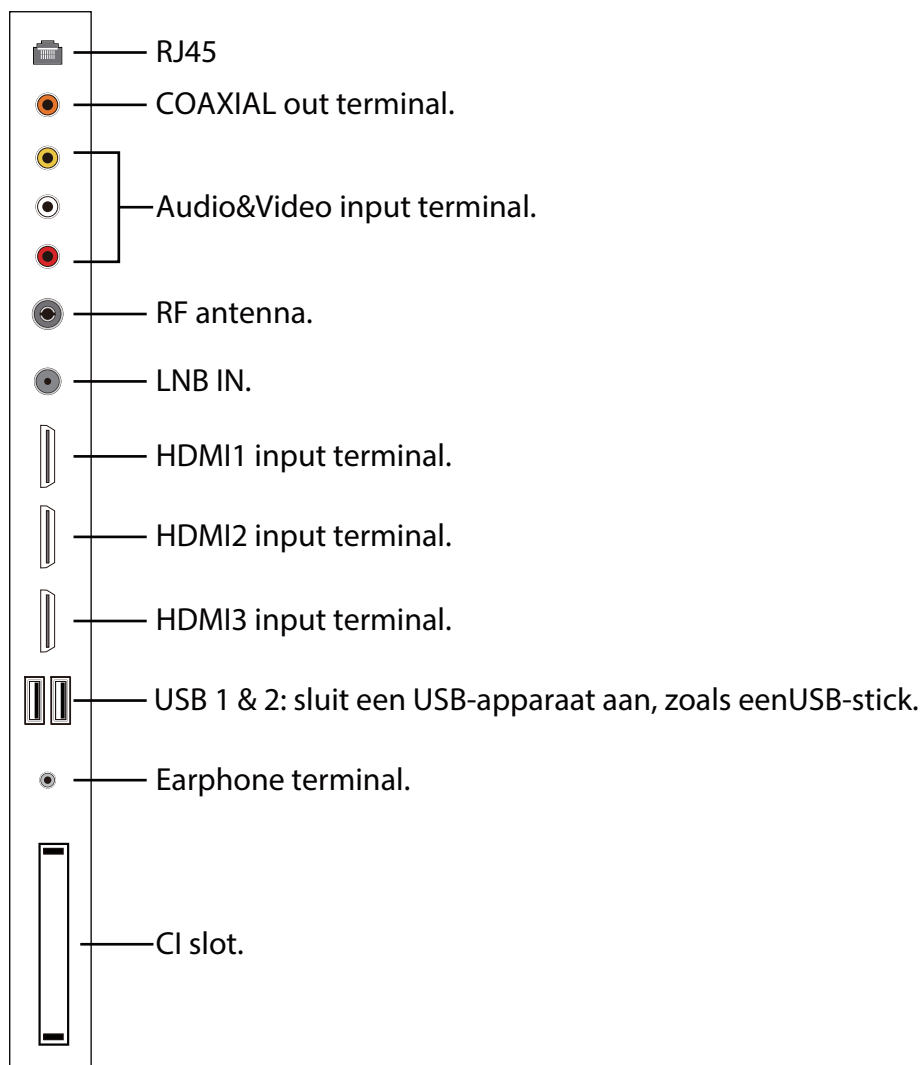 RJ45
COAXIAL out terminal.
Audio&Video input terminal.
RF antenna.
LNB IN.
HDMI1 input terminal.
HDMI2 input terminal.
HDMI3 input terminal.
USB 1 & 2: sluit een USB-apparaat aan, zoals eenUSB-stick.
Earphone terminal.
CI slot.